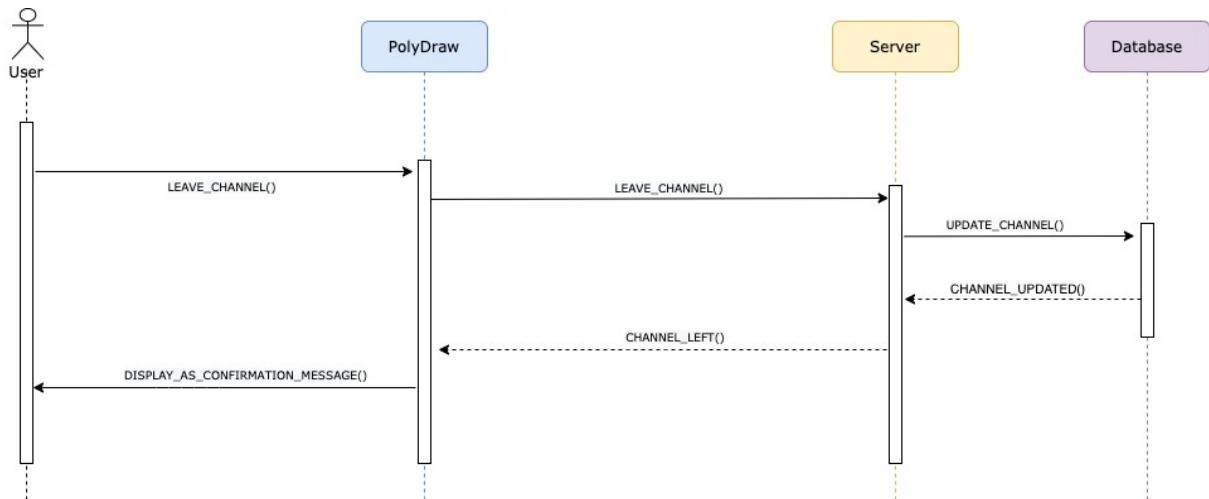 User
PolyDraw
Server
Database
LEAVE_CHANNEL()
LEAVE_CHANNEL()
UPDATE_CHANNEL()
CHANNEL_UPDATED()
CHANNEL_LEFT()
DISPLAY_AS_CONFIRMATION_MESSAGE()